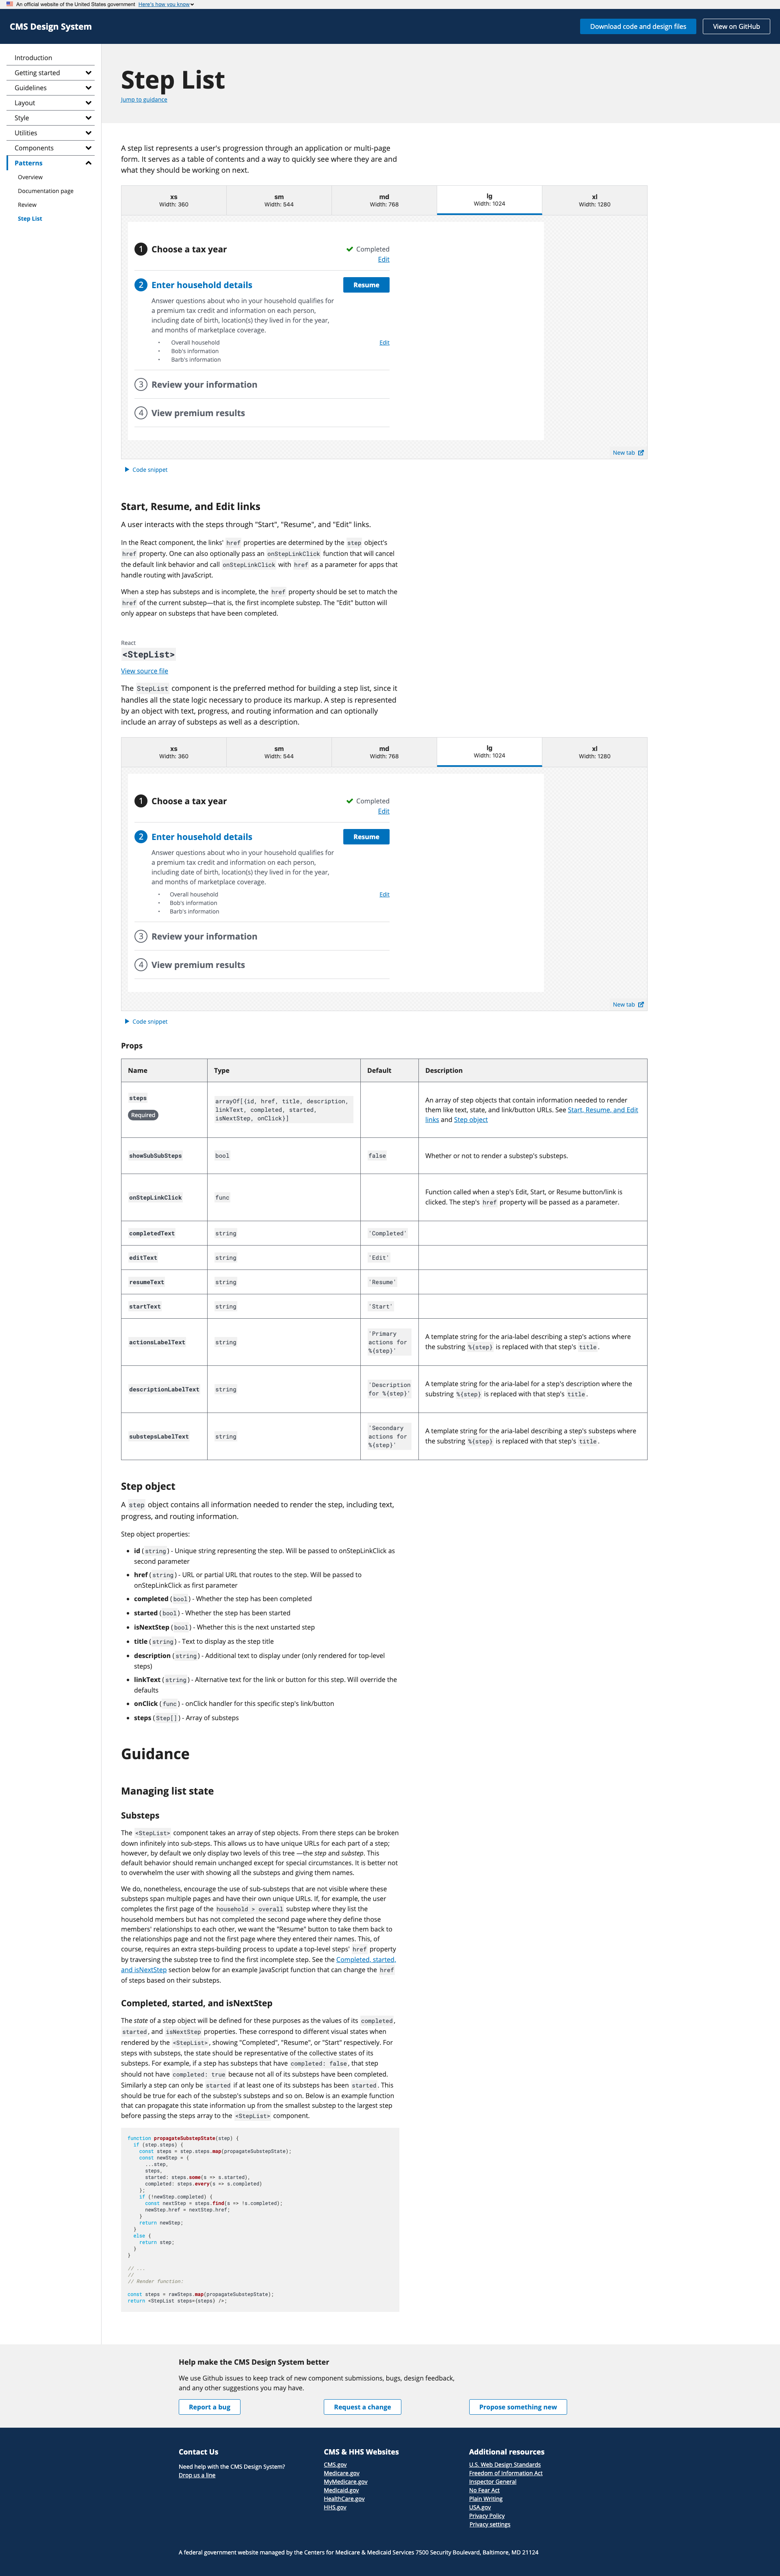 An official website of the United States government Here's how you know
CMS Design System
Download code and design files
View on GitHub
Introduction
Getting started
Guidelines
Layout
Style
Utilities
Components
Patterns
Overview
Documentation page
Review
Step List
Step List
Jump to guidance
A step list represents a user's progression through an application or multi-page
form. It serves as a table of contents and a way to quickly see where they are and
what they should be working on next.
xs
Width: 360
sm
Width: 544
md
Width: 768
lg
Width: 1024
xl
Width: 1280
1 Choose a tax year
Completed
Edit
2 Enter household details
Resume
Answer questions about who in your household qualifies for
a premium tax credit and information on each person,
including date of birth, location(s) they lived in for the year,
and months of marketplace coverage.
• Overall household
Edit
• Bob's information
• Barb's information
3 Review your information
4 View premium results
New tab
Code snippet
Start, Resume, and Edit links
A user interacts with the steps through "Start", "Resume", and "Edit" links.
In the React component, the links' href properties are determined by the step object's
href property. One can also optionally pass an onStepLinkClick function that will cancel
the default link behavior and call onStepLinkClick with href as a parameter for apps that
handle routing with JavaScript.
When a step has substeps and is incomplete, the href property should be set to match the
href of the current substep—that is, the first incomplete substep. The "Edit" button will
only appear on substeps that have been completed.
React
<StepList>
View source file
The StepList component is the preferred method for building a step list, since it
handles all the state logic necessary to produce its markup. A step is represented
by an object with text, progress, and routing information and can optionally
include an array of substeps as well as a description.
xs
Width: 360
sm
Width: 544
md
Width: 768
lg
Width: 1024
xl
Width: 1280
1 Choose a tax year
Completed
Edit
2 Enter household details
Resume
Answer questions about who in your household qualifies for
a premium tax credit and information on each person,
including date of birth, location(s) they lived in for the year,
and months of marketplace coverage.
• Overall household
Edit
• Bob's information
• Barb's information
3 Review your information
4 View premium results
New tab
Code snippet
Props
Name Type Default Description
steps
Required
arrayOf[{id, href, title, description,
linkText, completed, started,
isNextStep, onClick}]
An array of step objects that contain information needed to render
them like text, state, and link/button URLs. See Start, Resume, and Edit
links and Step object
showSubSubSteps bool false Whether or not to render a substep's substeps.
onStepLinkClick func
Function called when a step's Edit, Start, or Resume button/link is
clicked. The step's href property will be passed as a parameter.
completedText string 'Completed'
editText string 'Edit'
resumeText string 'Resume'
startText string 'Start'
actionsLabelText string
'Primary
actions for
%{step}'
A template string for the aria-label describing a step's actions where
the substring %{step} is replaced with that step's title.
descriptionLabelText string
'Description
for %{step}'
A template string for the aria-label for a step's description where the
substring %{step} is replaced with that step's title.
substepsLabelText string
'Secondary
actions for
%{step}'
A template string for the aria-label describing a step's substeps where
the substring %{step} is replaced with that step's title.
Step object
A step object contains all information needed to render the step, including text,
progress, and routing information.
Step object properties:
• id (string) - Unique string representing the step. Will be passed to onStepLinkClick as
second parameter
• href (string) - URL or partial URL that routes to the step. Will be passed to
onStepLinkClick as first parameter
• completed (bool) - Whether the step has been completed
• started (bool) - Whether the step has been started
• isNextStep (bool) - Whether this is the next unstarted step
• title (string) - Text to display as the step title
• description (string) - Additional text to display under (only rendered for top-level
steps)
• linkText (string) - Alternative text for the link or button for this step. Will override the
defaults
• onClick (func) - onClick handler for this specific step's link/button
• steps (Step[]) - Array of substeps
Guidance
Managing list state
Substeps
The <StepList> component takes an array of step objects. From there steps can be broken
down infinitely into sub-steps. This allows us to have unique URLs for each part of a step;
however, by default we only display two levels of this tree —the step and substep. This
default behavior should remain unchanged except for special circumstances. It is better not
to overwhelm the user with showing all the substeps and giving them names.
We do, nonetheless, encourage the use of sub-substeps that are not visible where these
substeps span multiple pages and have their own unique URLs. If, for example, the user
completes the first page of the household > overall substep where they list the
household members but has not completed the second page where they define those
members' relationships to each other, we want the "Resume" button to take them back to
the relationships page and not the first page where they entered their names. This, of
course, requires an extra steps-building process to update a top-level steps' href property
by traversing the substep tree to find the first incomplete step. See the Completed, started,
and isNextStep section below for an example JavaScript function that can change the href
of steps based on their substeps.
Completed, started, and isNextStep
The state of a step object will be defined for these purposes as the values of its completed,
started, and isNextStep properties. These correspond to different visual states when
rendered by the <StepList>, showing "Completed", "Resume", or "Start" respectively. For
steps with substeps, the state should be representative of the collective states of its
substeps. For example, if a step has substeps that have completed: false, that step
should not have completed: true because not all of its substeps have been completed.
Similarly a step can only be started if at least one of its substeps has been started. This
should be true for each of the substep's substeps and so on. Below is an example function
that can propagate this state information up from the smallest substep to the largest step
before passing the steps array to the <StepList> component.
function propagateSubstepState(step) {
if (step.steps) {
const steps = step.steps.map(propagateSubstepState);
const newStep = {
...step,
steps,
started: steps.some(s => s.started),
completed: steps.every(s => s.completed)
};
if (!newStep.completed) {
const nextStep = steps.find(s => !s.completed);
newStep.href = nextStep.href;
}
return newStep;
}
else {
return step;
}
}
// ...
//
// Render function:
const steps = rawSteps.map(propagateSubstepState);
return <StepList steps={steps} />;
Help make the CMS Design System better
We use Github issues to keep track of new component submissions, bugs, design feedback,
and any other suggestions you may have.
Report a bug
Request a change
Propose something new
Contact Us
Need help with the CMS Design System?
Drop us a line
CMS & HHS Websites
CMS.gov
Medicare.gov
MyMedicare.gov
Medicaid.gov
HealthCare.gov
HHS.gov
Additional resources
U.S. Web Design Standards
Freedom of Information Act
Inspector General
No Fear Act
Plain Writing
USA.gov
Privacy Policy
Privacy settings
A federal government website managed by the Centers for Medicare & Medicaid Services 7500 Security Boulevard, Baltimore, MD 21124